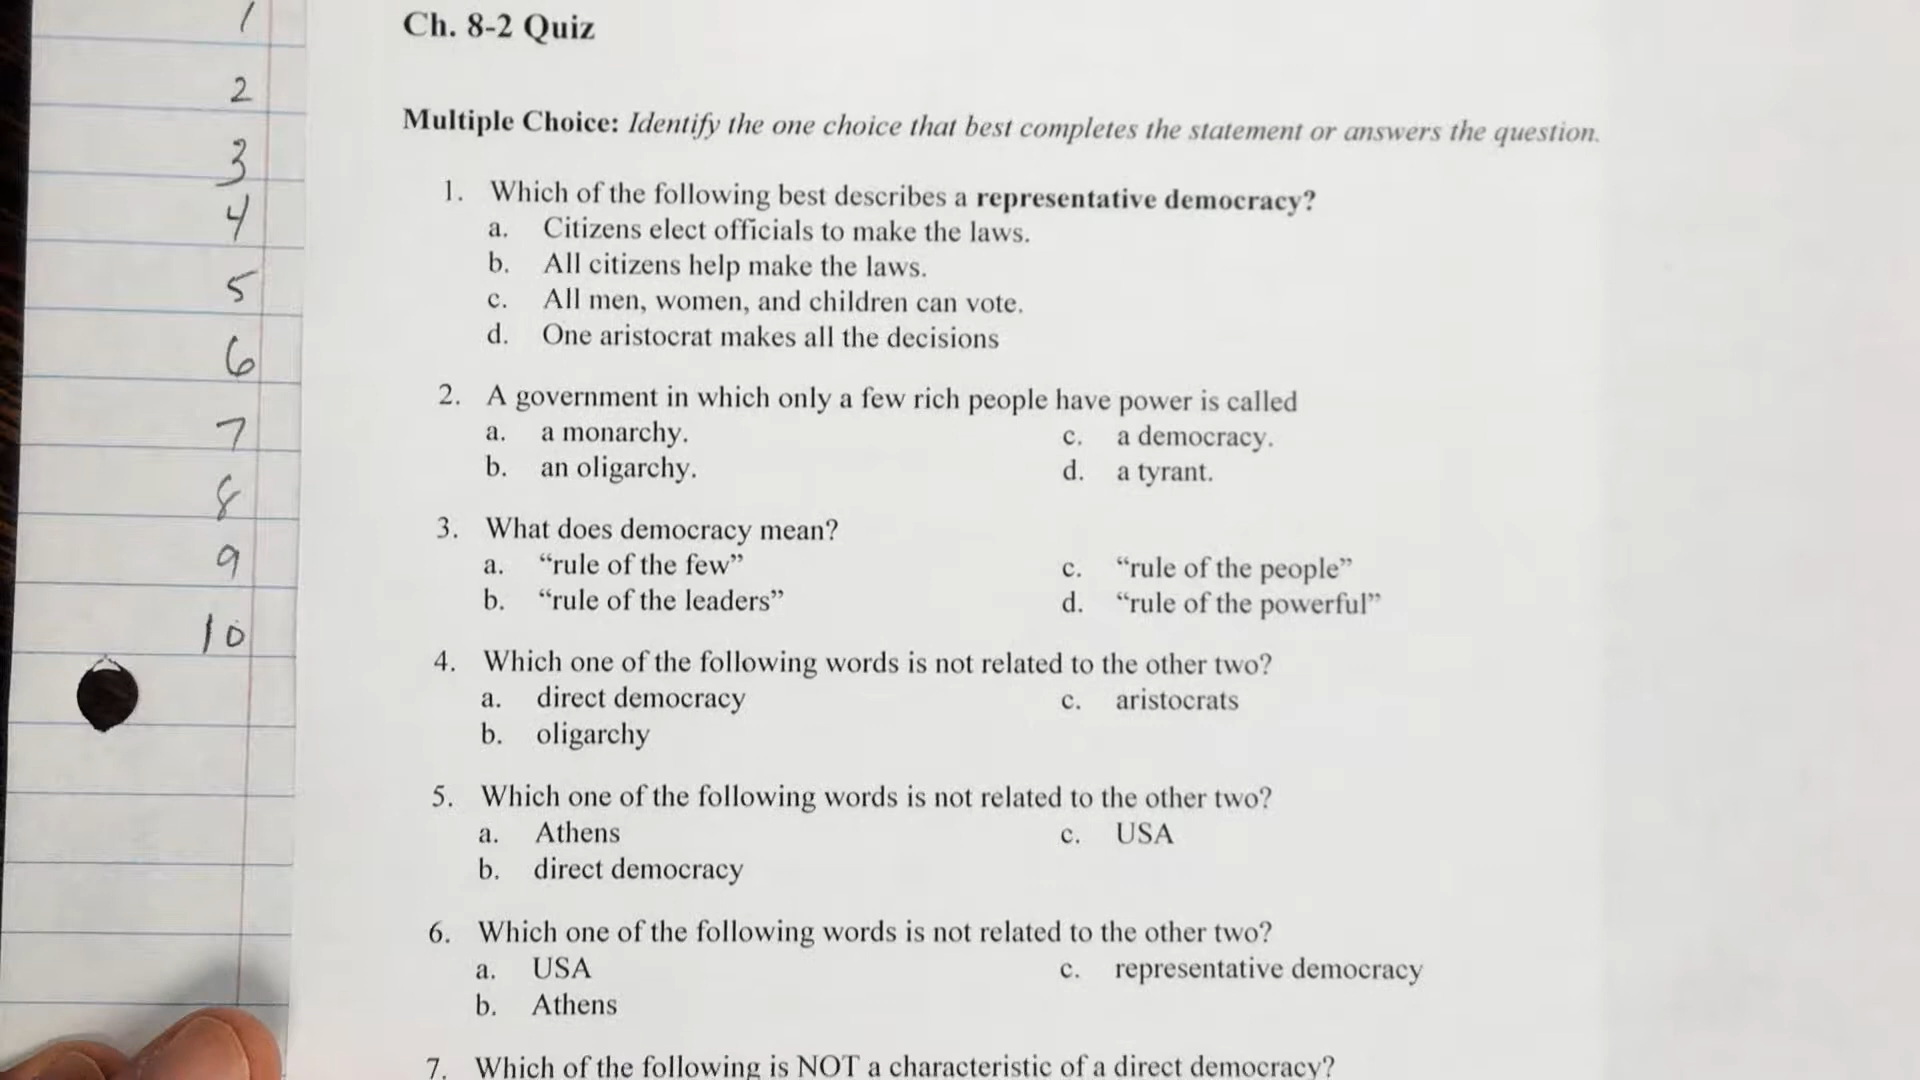 1
2
3
4
5
6
7
8
9
10
Ch. 8-2 Quiz
Multiple Choice: Identify the one choice that best completes the statement or answers the question.
1. Which of the following best describes a representative democracy?
a. Citizens elect officials to make the laws.
b. All citizens help make the laws.
c. All men, women, and children can vote.
d. One aristocrat makes all the decisions
2. A government in which only a few rich people have power is called
a. a monarchy. c. a democracy.
b. an oligarchy. d. a tyrant.
3. What does democracy mean?
a. “rule of the few” c. “rule of the people”
b. “rule of the leaders” d. “rule of the powerful”
4. Which one of the following words is not related to the other two?
a. direct democracy c. aristocrats
b. oligarchy
5. Which one of the following words is not related to the other two?
a. Athens c. USA
b. direct democracy
6. Which one of the following words is not related to the other two?
a. USA c. representative democracy
b. Athens
7. Which of the following is NOT a characteristic of a direct democracy?